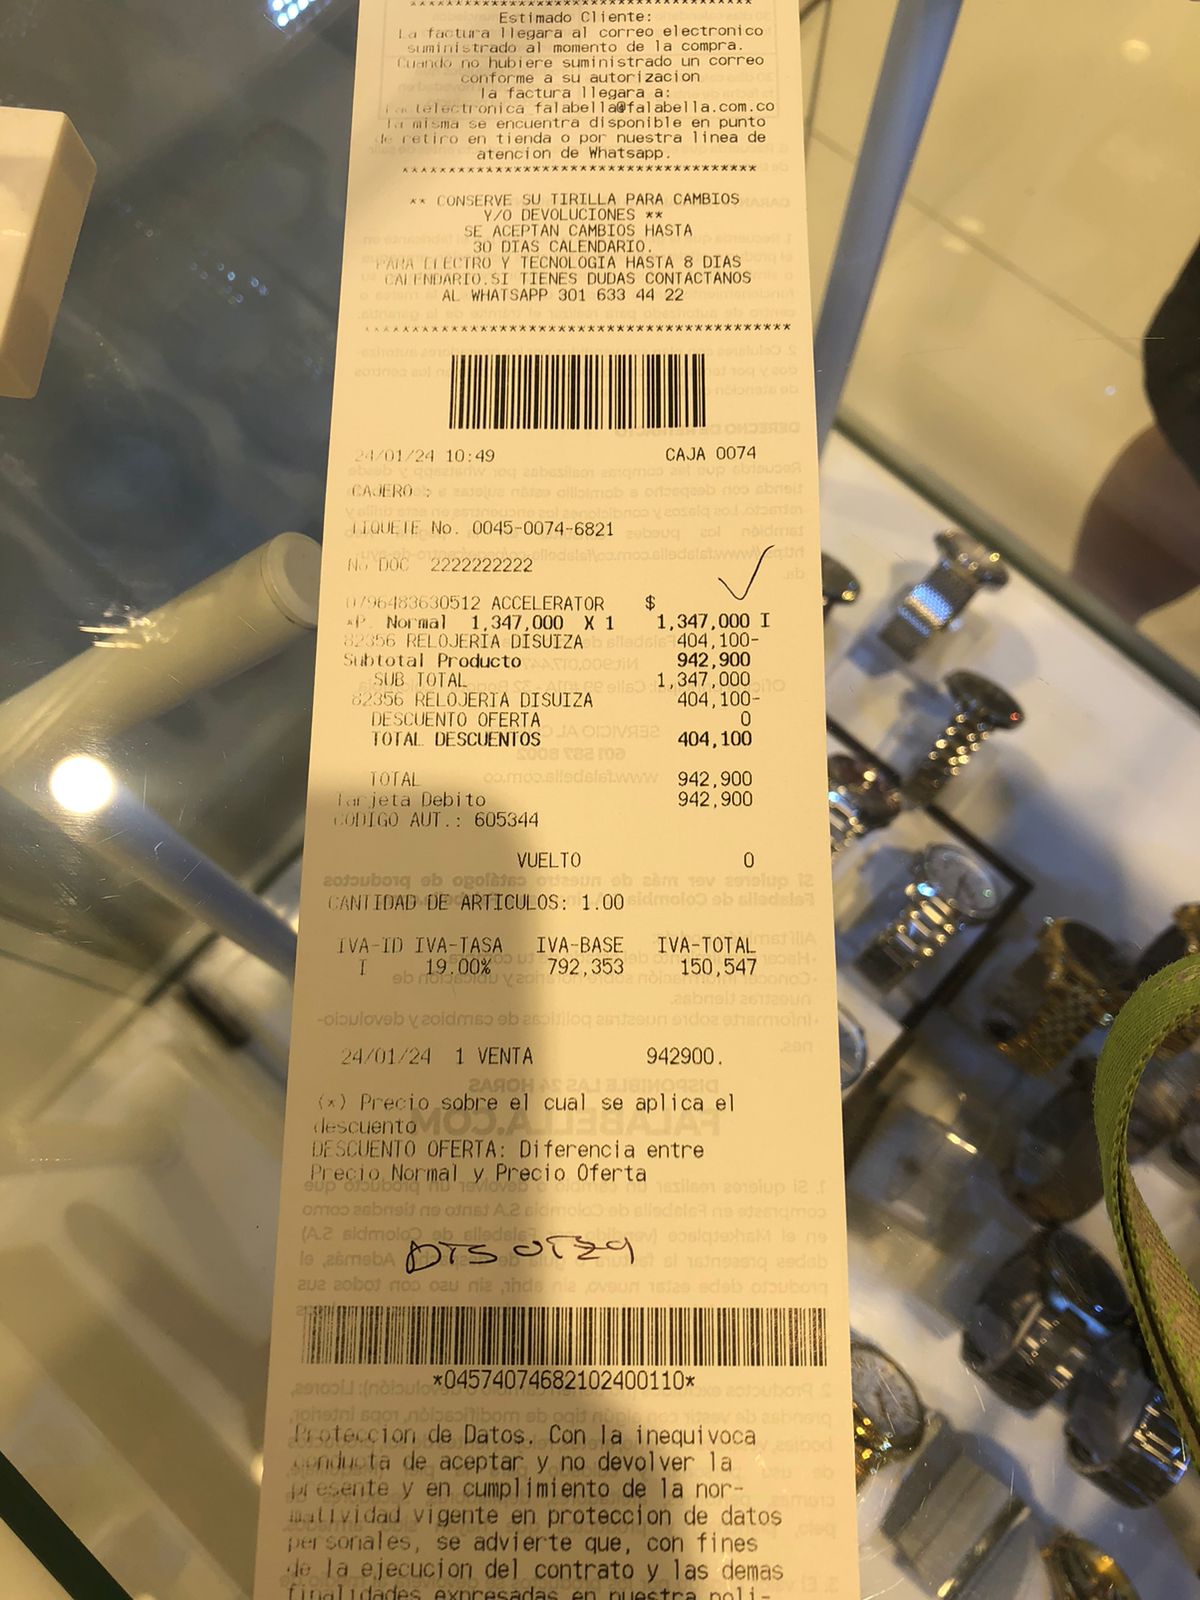 ****************************************
Estimado Cliente:
La factura llegara al correo electronico
suministrado al momento de la compra.
Cuando no hubiere suministrado un correo
conforme a su autorizacion
la factura llegara a:
falabella@falabella.com.co
la misma se encuentra disponible en punto
de retiro en tienda o por nuestra linea de
atencion de Whatsapp.
****************************************
** CONSERVE SU TIRILLA PARA CAMBIOS
Y/O DEVOLUCIONES **
SE ACEPTAN CAMBIOS HASTA
30 DIAS CALENDARIO.
PARA ELECTRO Y TECNOLOGIA HASTA 8 DIAS
CALENDARIO.SI TIENES DUDAS CONTACTANOS
AL WHATSAPP 301 633 44 22
****************************************
24/01/24 10:49 CAJA 0074
CAJERO :
TIQUETE No. 0045-0074-6821
No DOC 2222222222
0796483630512 ACCELERATOR $
*P. Normal 1,347,000 X 1 1,347,000 I
82356 RELOJERIA DISUIZA 404,100-
Subtotal Producto 942,900
SUB TOTAL 1,347,000
82356 RELOJERIA DISUIZA 404,100-
DESCUENTO OFERTA 0
TOTAL DESCUENTOS 404,100
TOTAL 942,900
Tarjeta Debito 942,900
CODIGO AUT.: 605344
VUELTO 0
CANTIDAD DE ARTICULOS: 1.00
IVA-ID IVA-TASA IVA-BASE IVA-TOTAL
I 19.00% 792,353 150,547
24/01/24 1 VENTA 942900.
(*) Precio sobre el cual se aplica el
descuento
DESCUENTO OFERTA: Diferencia entre
Precio Normal y Precio Oferta
*04574074682102400110*
Proteccion de Datos. Con la inequivoca
conducta de aceptar y no devolver la
presente y en cumplimiento de la nor-
matividad vigente en proteccion de datos
personales, se advierte que, con fines
de la ejecucion del contrato y las demas
finalidades expresadas en nuestra poli-